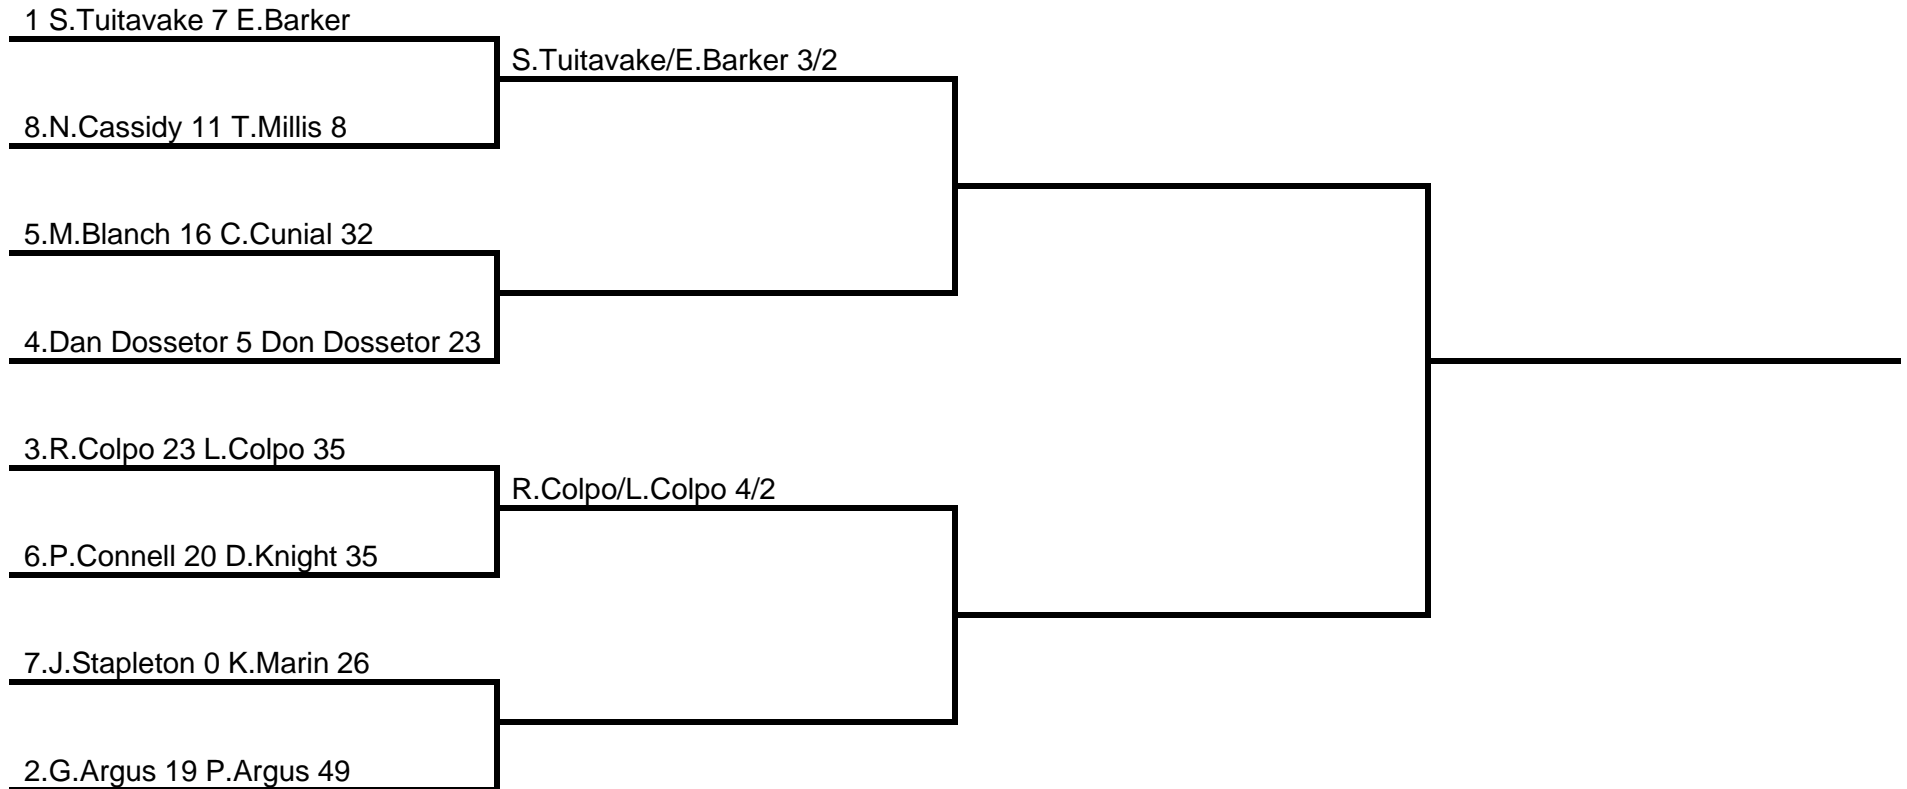 1 S.Tuitavake 7 E.Barker
S.Tuitavake/E.Barker 3/2
8.N.Cassidy 11 T.Millis 8
5.M.Blanch 16 C.Cunial 32
4.Dan Dossetor 5 Don Dossetor 23
3.R.Colpo 23 L.Colpo 35
R.Colpo/L.Colpo 4/2
6.P.Connell 20 D.Knight 35
7.J.Stapleton 0 K.Marin 26
2.G.Argus 19 P.Argus 49